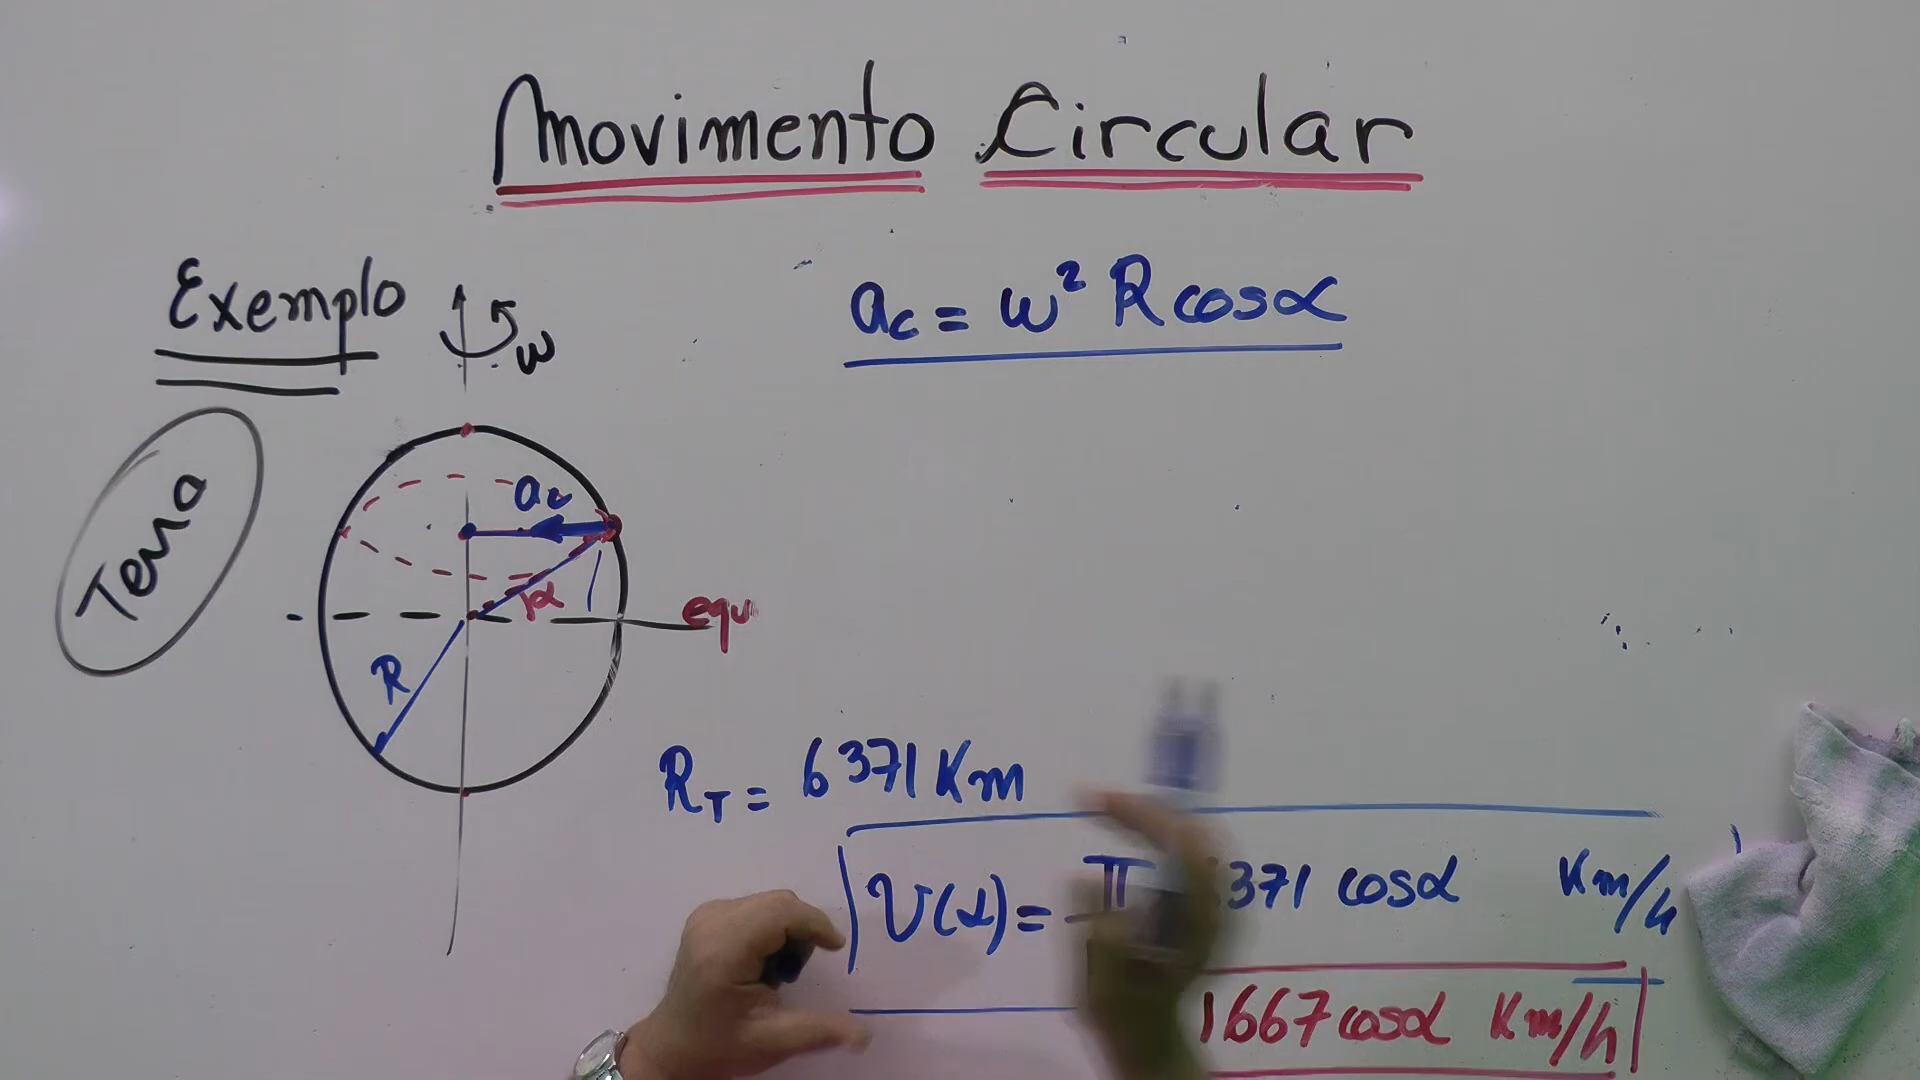 Movimento Circular
Exemplo
ω
a_c = ω² R cosα
Terra
a_c
α
equ
R
R_T = 6371 Km
V(α) = π 371 cosα Km/h
1667 cosα Km/h